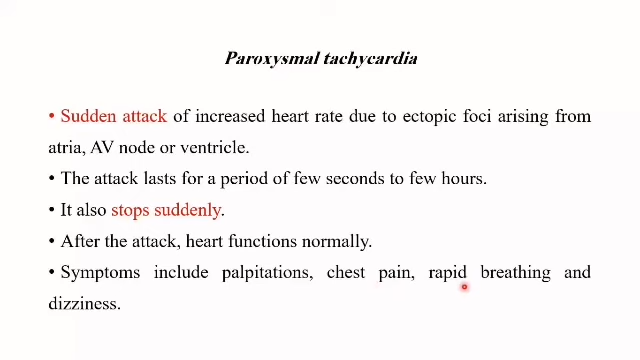 Paroxysmal tachycardia
• Sudden attack of increased heart rate due to ectopic foci arising from
atria, AV node or ventricle.
• The attack lasts for a period of few seconds to few hours.
• It also stops suddenly.
• After the attack, heart functions normally.
• Symptoms include palpitations, chest pain, rapid breathing and
dizziness.